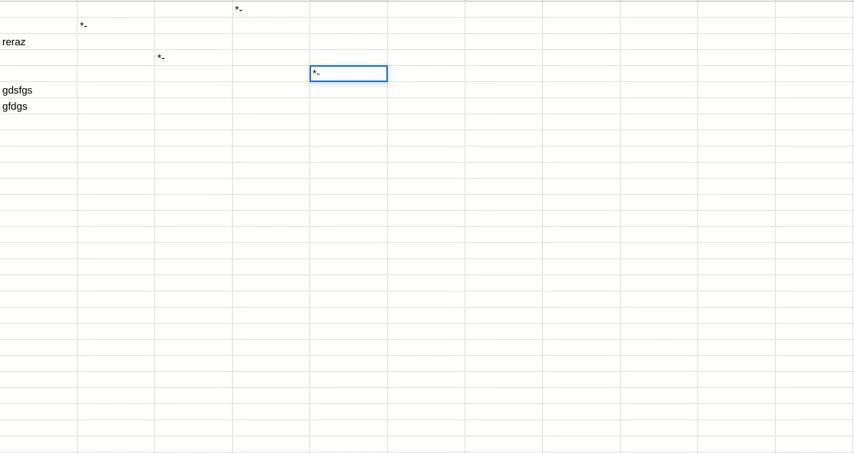 *-
*-
reraz
*-
*-
gdsfgs
gfdgs